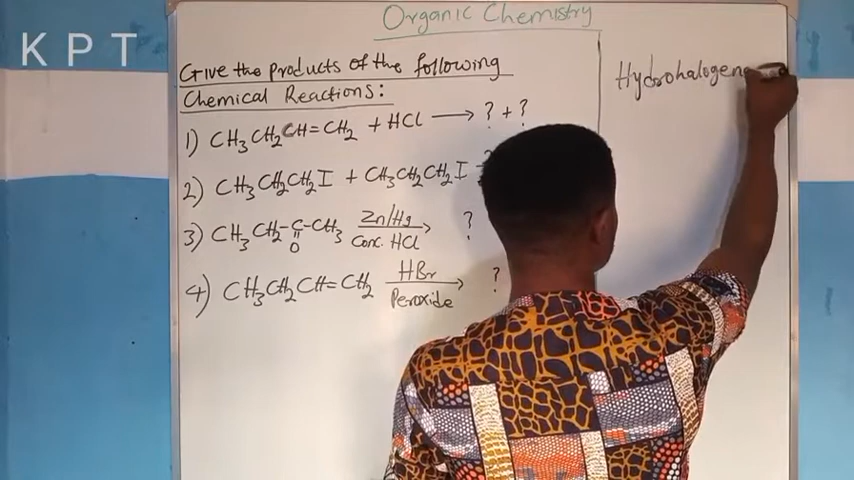 KPT
Organic Chemistry
Give the products of the following
Chemical Reactions:
1) CH3CH2CH=CH2 + HCl ⟶ ? + ?
2) CH3CH2CH2I + CH3CH2CH2I
3) CH3CH2-C-CH3 Zn/Hg ⟶ ?
O Conc. HCl
4) CH3CH2CH=CH2 HBr ⟶ ?
Peroxide
Hydrohalogen